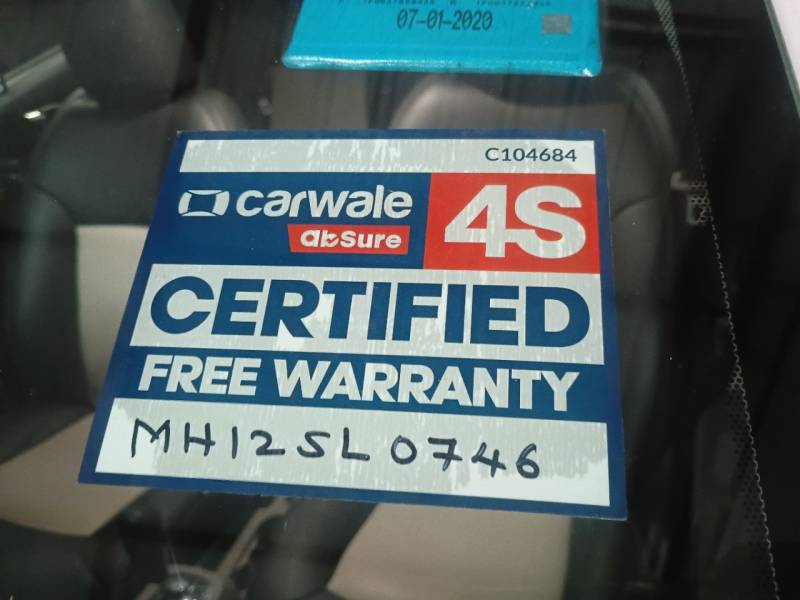 07-01-2020
C104684
carwale
abSure
4S
CERTIFIED
FREE WARRANTY
MH12SL0746